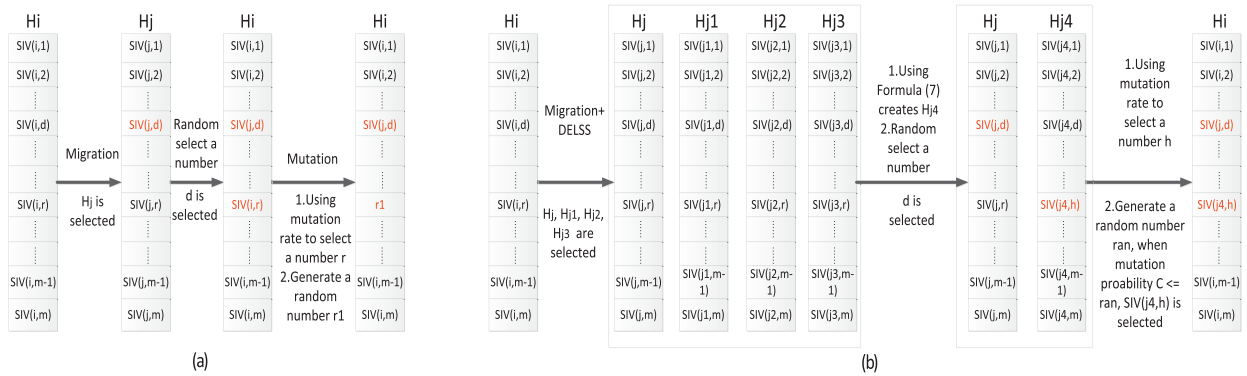 Hi
SIV(i,1)
SIV(i,2)
SIV(i,d)
SIV(i,r)
SIV(i,m-1)
SIV(i,m)
Migration
Hj is
selected
Hj
SIV(j,1)
SIV(j,2)
SIV(j,d)
SIV(j,r)
SIV(j,m-1)
SIV(j,m)
Random
select a
number
d is
selected
Hi
SIV(i,1)
SIV(i,2)
SIV(j,d)
SIV(i,r)
SIV(i,m-1)
SIV(i,m)
Mutation
1.Using
mutation
rate to select
a number r
2.Generate a
random
number r1
Hi
SIV(i,1)
SIV(i,2)
SIV(j,d)
r1
SIV(i,m-1)
SIV(i,m)
(a)
Hi
SIV(i,1)
SIV(i,2)
SIV(i,d)
SIV(i,r)
SIV(i,m-1)
SIV(i,m)
Migration+
DELSS
Hj, Hj1, Hj2,
Hj3 are
selected
Hj
SIV(j,1)
SIV(j,2)
SIV(j,d)
SIV(j,r)
SIV(j,m-1)
SIV(j,m)
Hj1
SIV(j1,1)
SIV(j1,2)
SIV(j1,d)
SIV(j1,r)
SIV(j1,m-
1)
SIV(j1,m)
Hj2
SIV(j2,1)
SIV(j2,2)
SIV(j2,d)
SIV(j2,r)
SIV(j2,m-
1)
SIV(j2,m)
Hj3
SIV(j3,1)
SIV(j3,2)
SIV(j3,d)
SIV(j3,r)
SIV(j3,m-
1)
SIV(j3,m)
1.Using
Formula (7)
creates Hj4
2.Random
select a
number
d is
selected
Hj
SIV(j,1)
SIV(j,2)
SIV(j,d)
SIV(j,r)
SIV(j,m-1)
SIV(j,m)
Hj4
SIV(j4,1)
SIV(j4,2)
SIV(j4,d)
SIV(j4,h)
SIV(j4,m-
1)
SIV(j4,m)
1.Using
mutation
rate to
select a
number h
2.Generate a
random number
ran, when
mutation
proability C <=
ran, SIV(j4,h) is
selected
Hi
SIV(i,1)
SIV(i,2)
SIV(j,d)
SIV(j4,h)
SIV(i,m-1)
SIV(i,m)
(b)